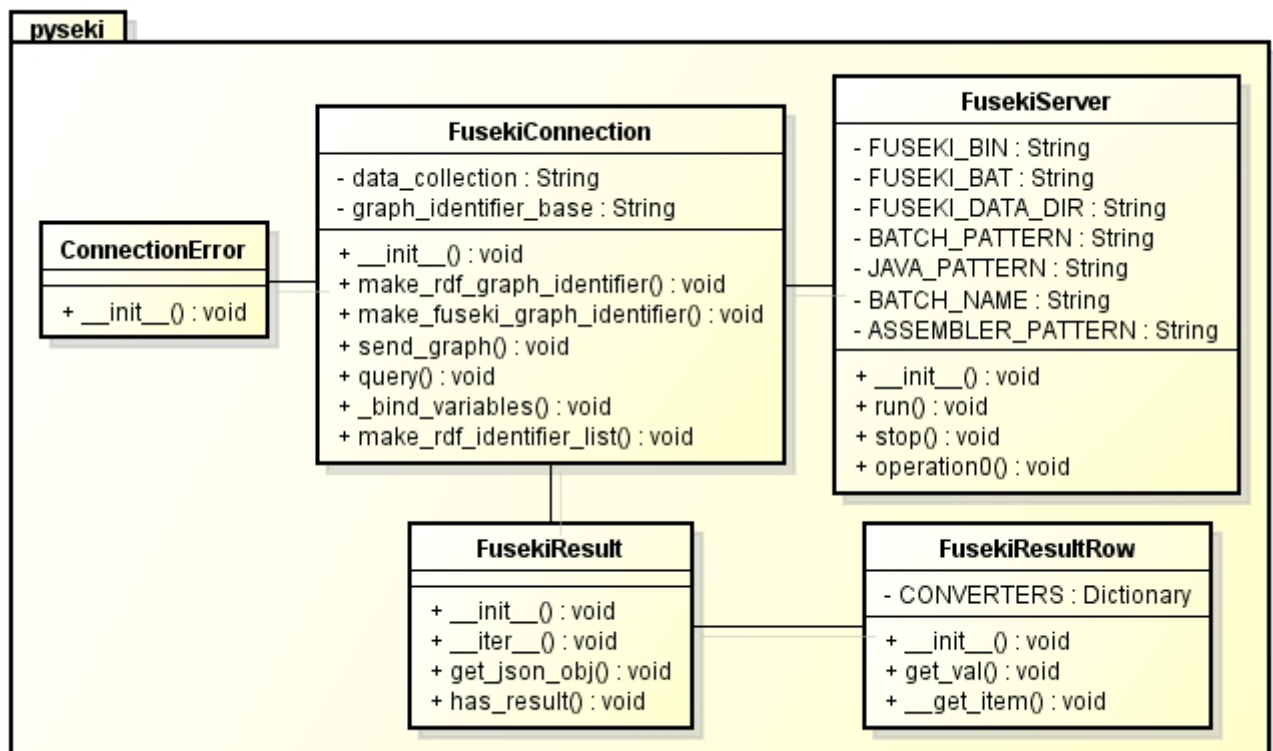 pyseki
FusekiConnection
- data_collection : String
- graph_identifier_base : String
+ __init__() : void
+ make_rdf_graph_identifier() : void
+ make_fuseki_graph_identifier() : void
+ send_graph() : void
+ query() : void
+ _bind_variables() : void
+ make_rdf_identifier_list() : void
FusekiServer
- FUSEKI_BIN : String
- FUSEKI_BAT : String
- FUSEKI_DATA_DIR : String
- BATCH_PATTERN : String
- JAVA_PATTERN : String
- BATCH_NAME : String
- ASSEMBLER_PATTERN : String
+ __init__() : void
+ run() : void
+ stop() : void
+ operation0() : void
ConnectionError
+ __init__() : void
FusekiResult
+ __init__() : void
+ __iter__() : void
+ get_json_obj() : void
+ has_result() : void
FusekiResultRow
- CONVERTERS : Dictionary
+ __init__() : void
+ get_val() : void
+ __get_item() : void